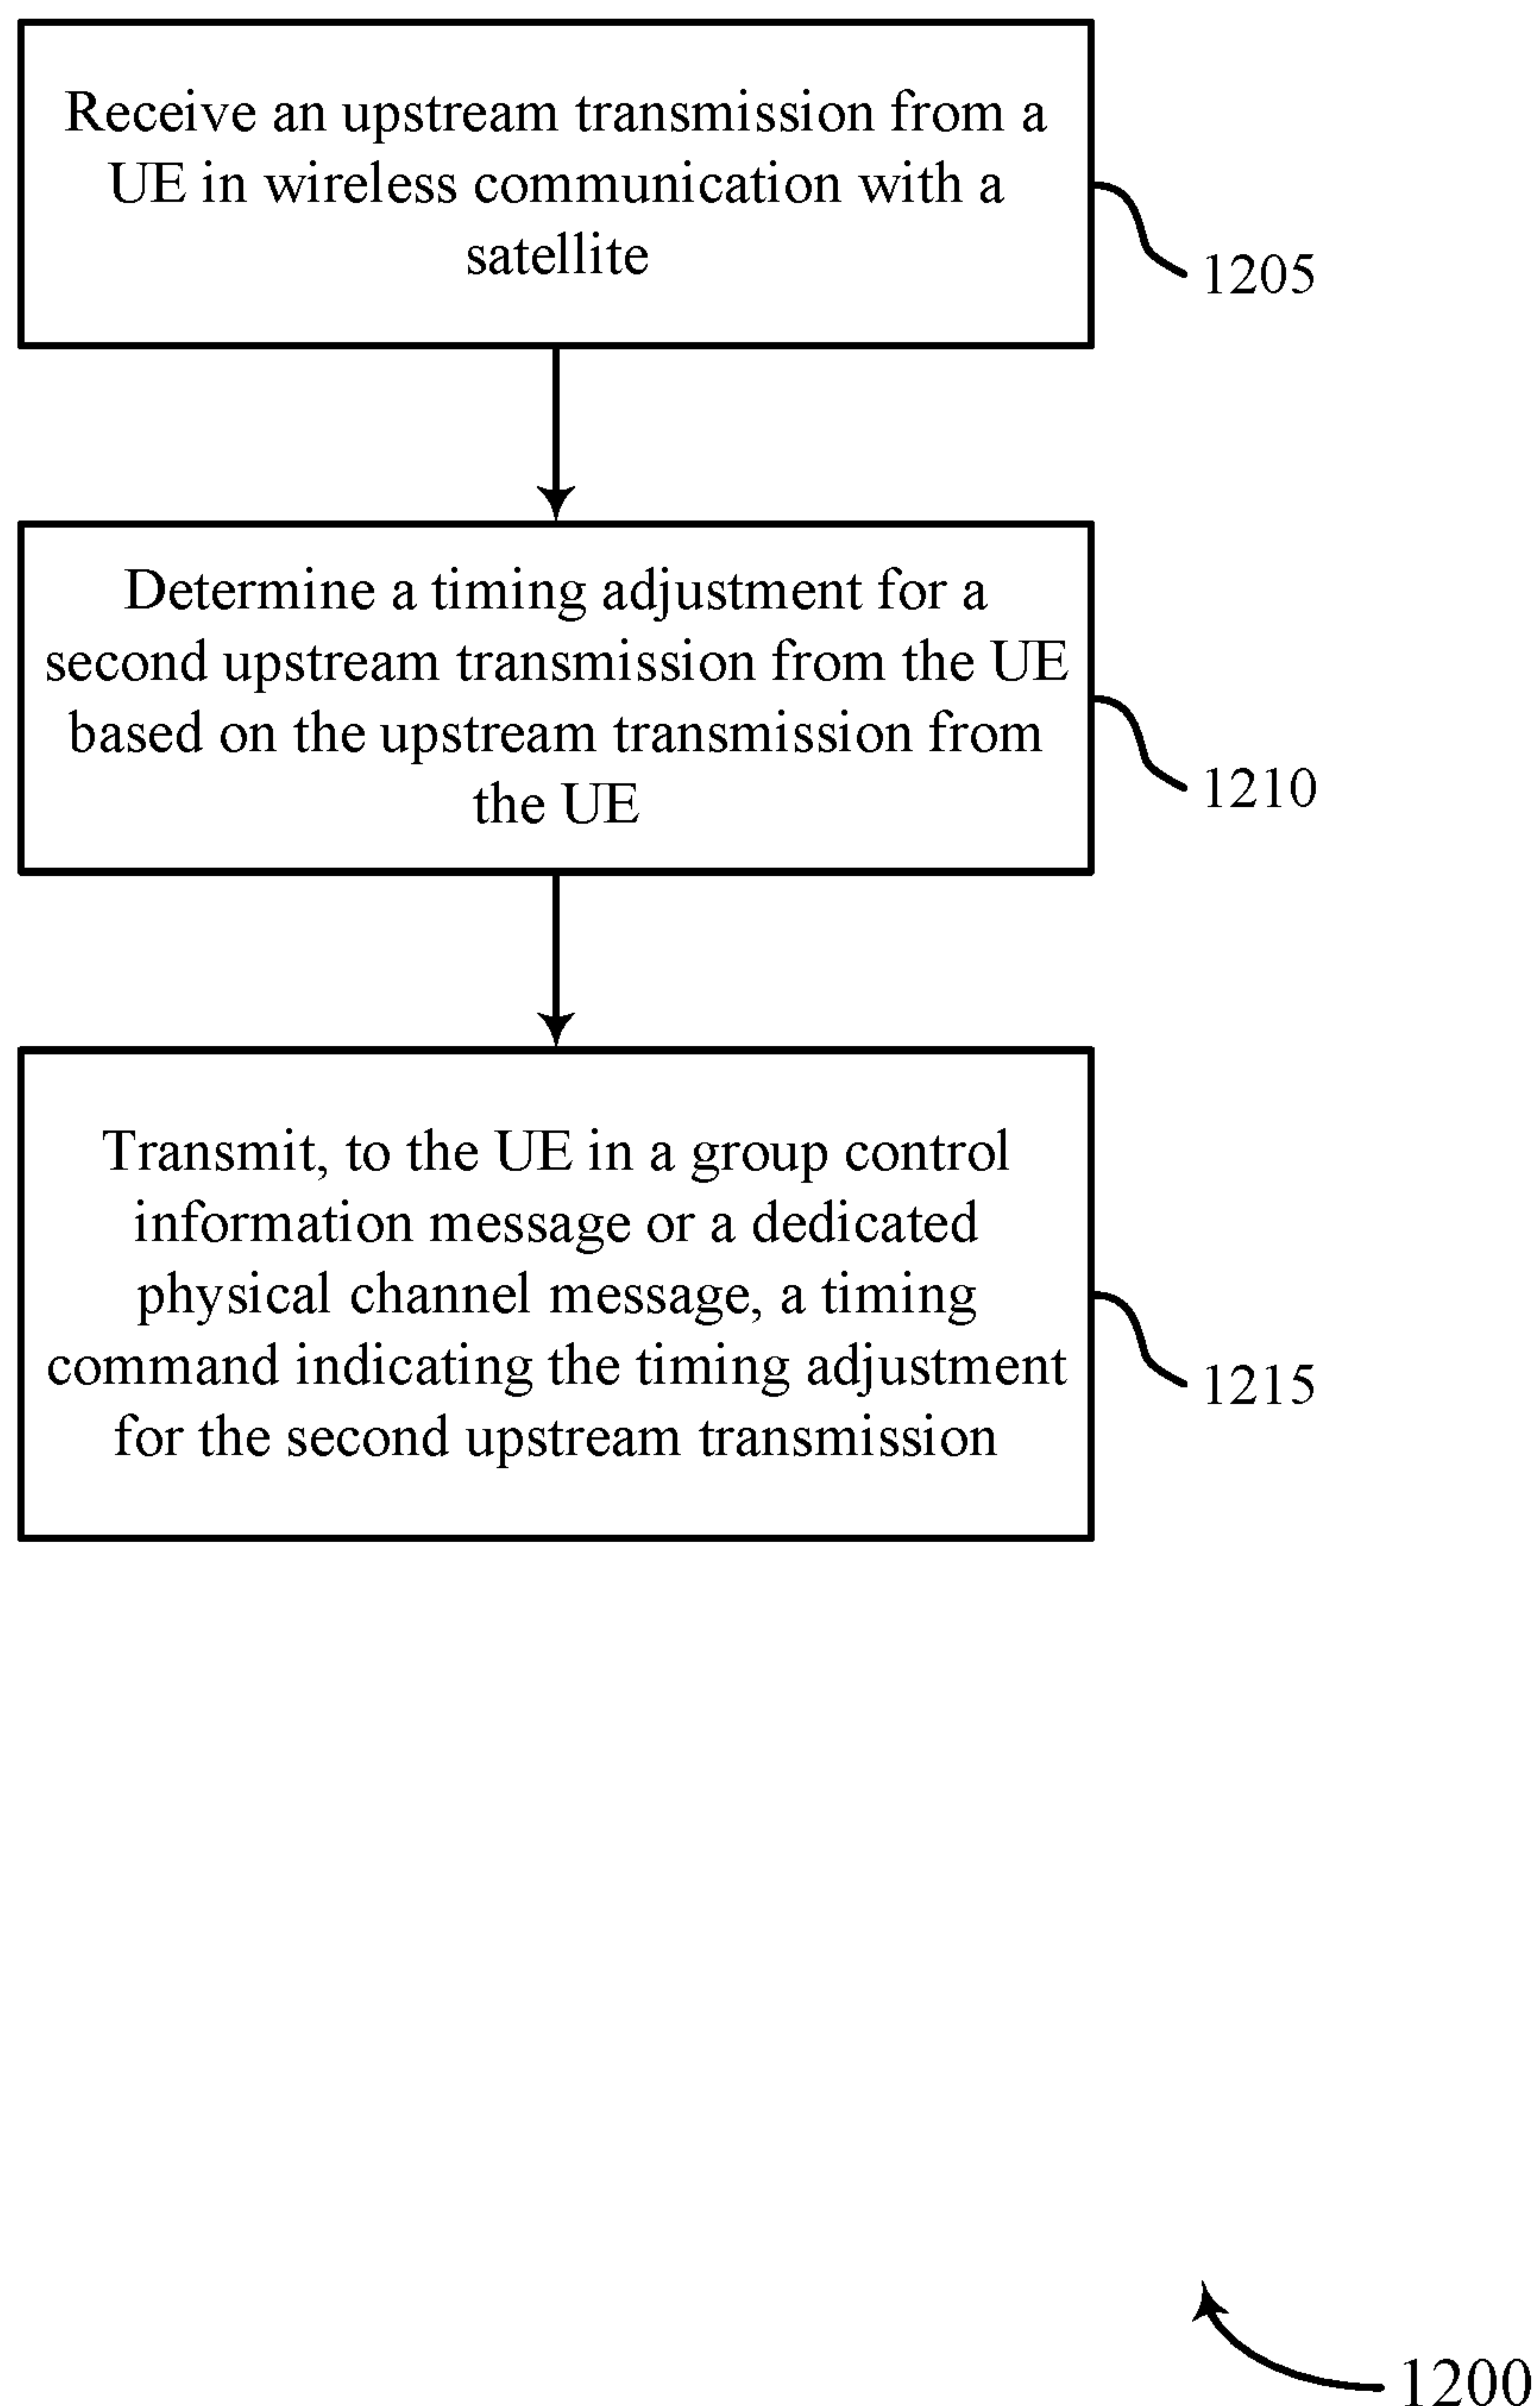 Receive an upstream transmission from a
UE in wireless communication with a
satellite
1205
Determine a timing adjustment for a
second upstream transmission from the UE
based on the upstream transmission from
the UE
1210
Transmit, to the UE in a group control
information message or a dedicated
physical channel message, a timing
command indicating the timing adjustment
for the second upstream transmission
1215
1200